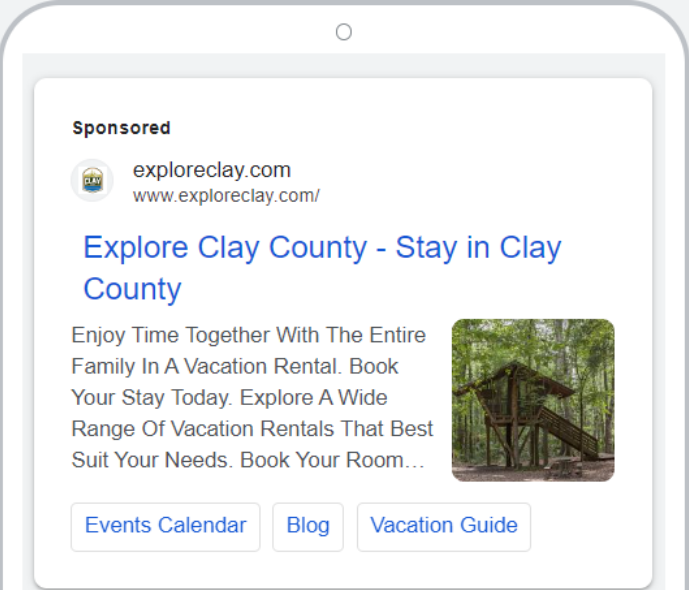 Sponsored
CLAY
exploreclay.com
www.exploreclay.com/
Explore Clay County - Stay in Clay
County
Enjoy Time Together With The Entire
Family In A Vacation Rental. Book
Your Stay Today. Explore A Wide
Range Of Vacation Rentals That Best
Suit Your Needs. Book Your Room...
Events Calendar
Blog
Vacation Guide